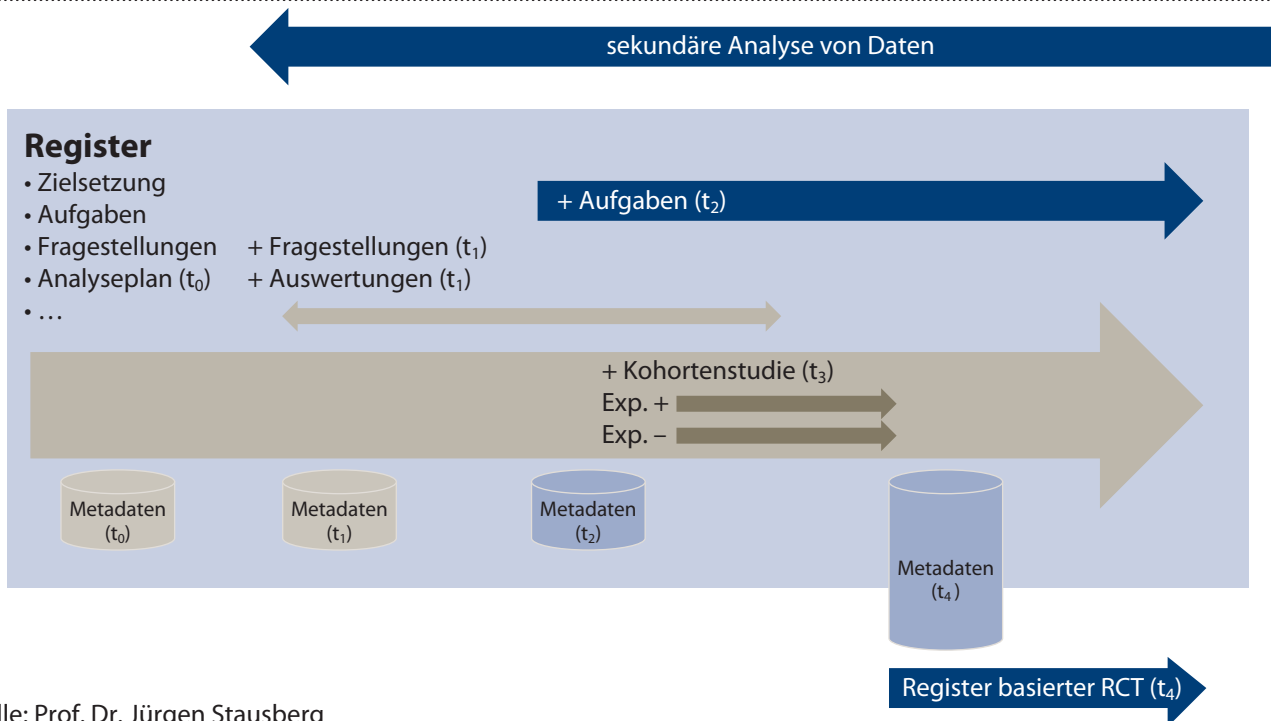 sekundäre Analyse von Daten
Register
• Zielsetzung
• Aufgaben
• Fragestellungen + Fragestellungen (t₁)
• Analyseplan (t₀) + Auswertungen (t₁)
• …
+ Aufgaben (t₂)
+ Kohortenstudie (t₃)
Exp. +
Exp. –
Metadaten
(t₀)
Metadaten
(t₁)
Metadaten
(t₂)
Metadaten
(t₄)
Register basierter RCT (t₄)
lle: Prof. Dr. Jürgen Stausberg